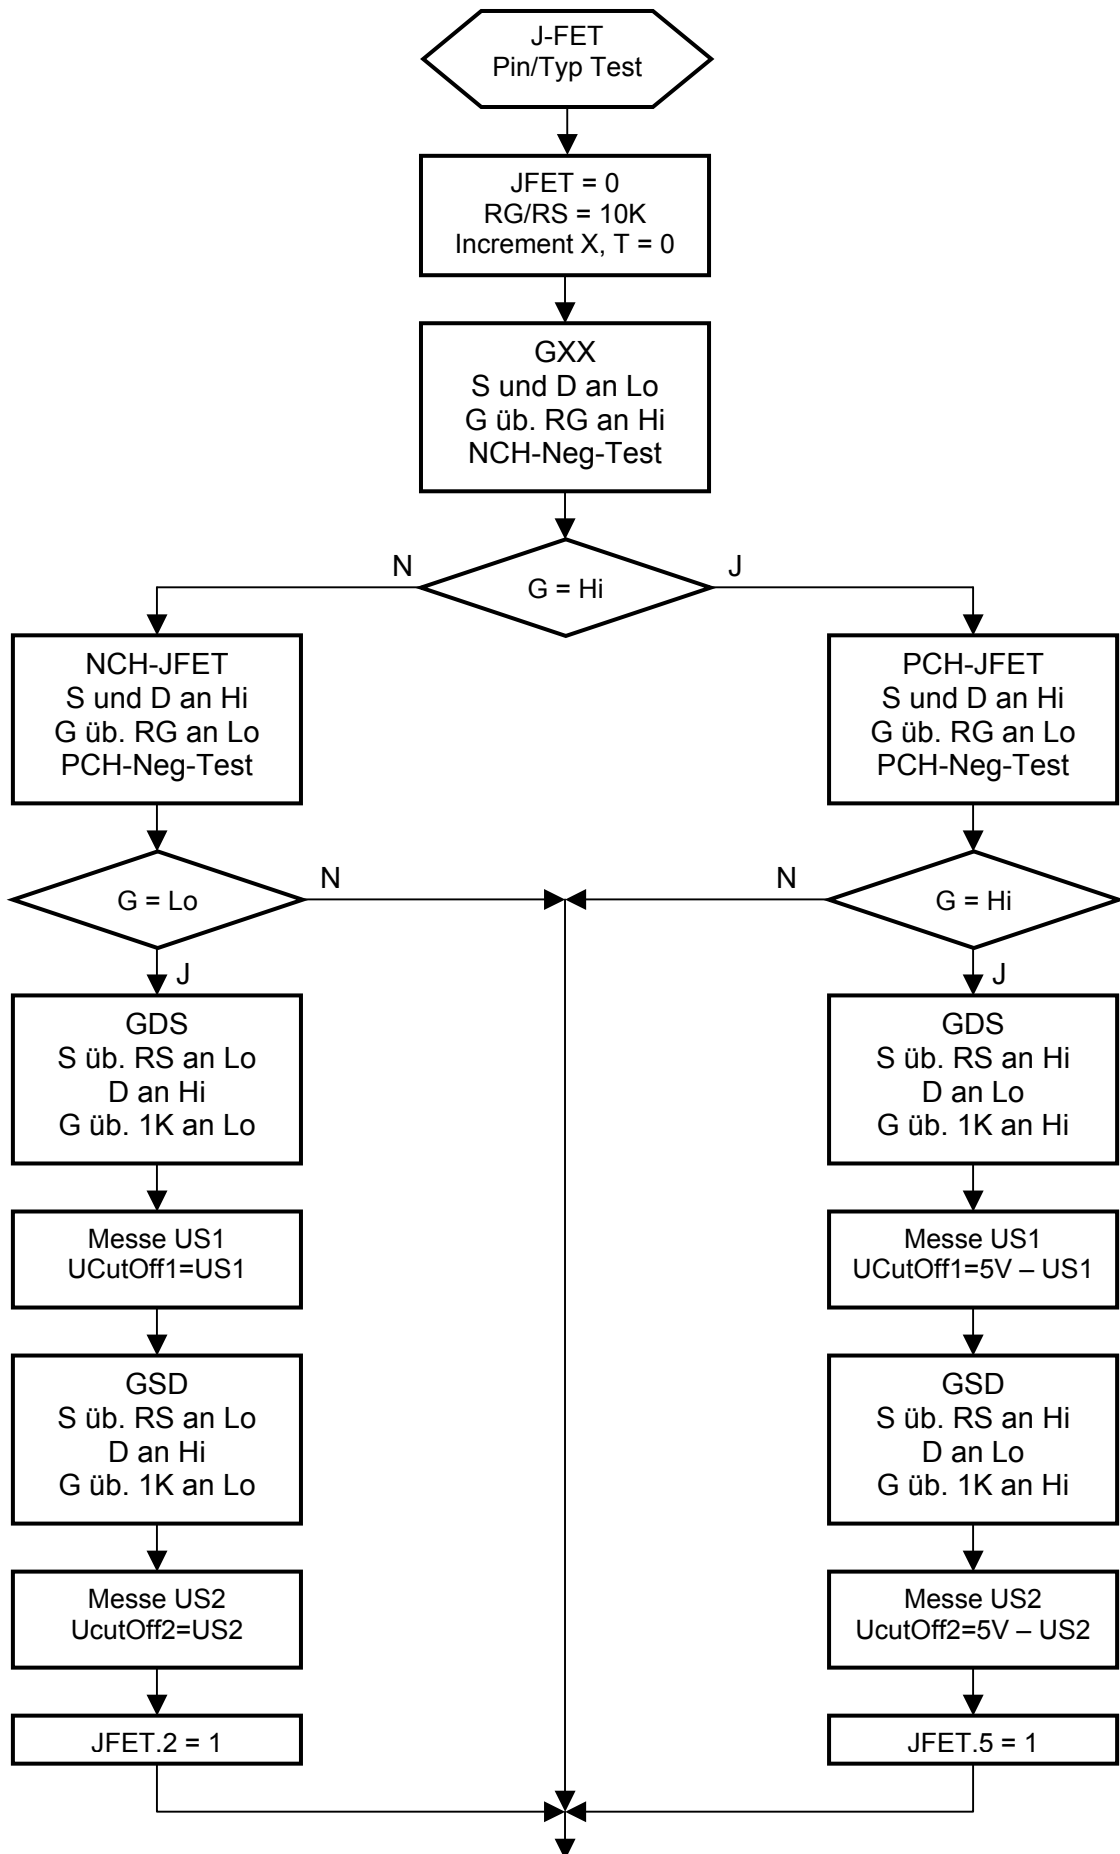 J-FET
Pin/Typ Test
JFET = 0
RG/RS = 10K
Increment X, T = 0
GXX
S und D an Lo
G üb. RG an Hi
NCH-Neg-Test
N
G = Hi
J
NCH-JFET
S und D an Hi
G üb. RG an Lo
PCH-Neg-Test
PCH-JFET
S und D an Hi
G üb. RG an Lo
PCH-Neg-Test
G = Lo
N
N
G = Hi
J
J
GDS
S üb. RS an Lo
D an Hi
G üb. 1K an Lo
GDS
S üb. RS an Hi
D an Lo
G üb. 1K an Hi
Messe US1
UCutOff1=US1
Messe US1
UCutOff1=5V – US1
GSD
S üb. RS an Lo
D an Hi
G üb. 1K an Lo
GSD
S üb. RS an Hi
D an Lo
G üb. 1K an Hi
Messe US2
UcutOff2=US2
Messe US2
UcutOff2=5V – US2
JFET.2 = 1
JFET.5 = 1